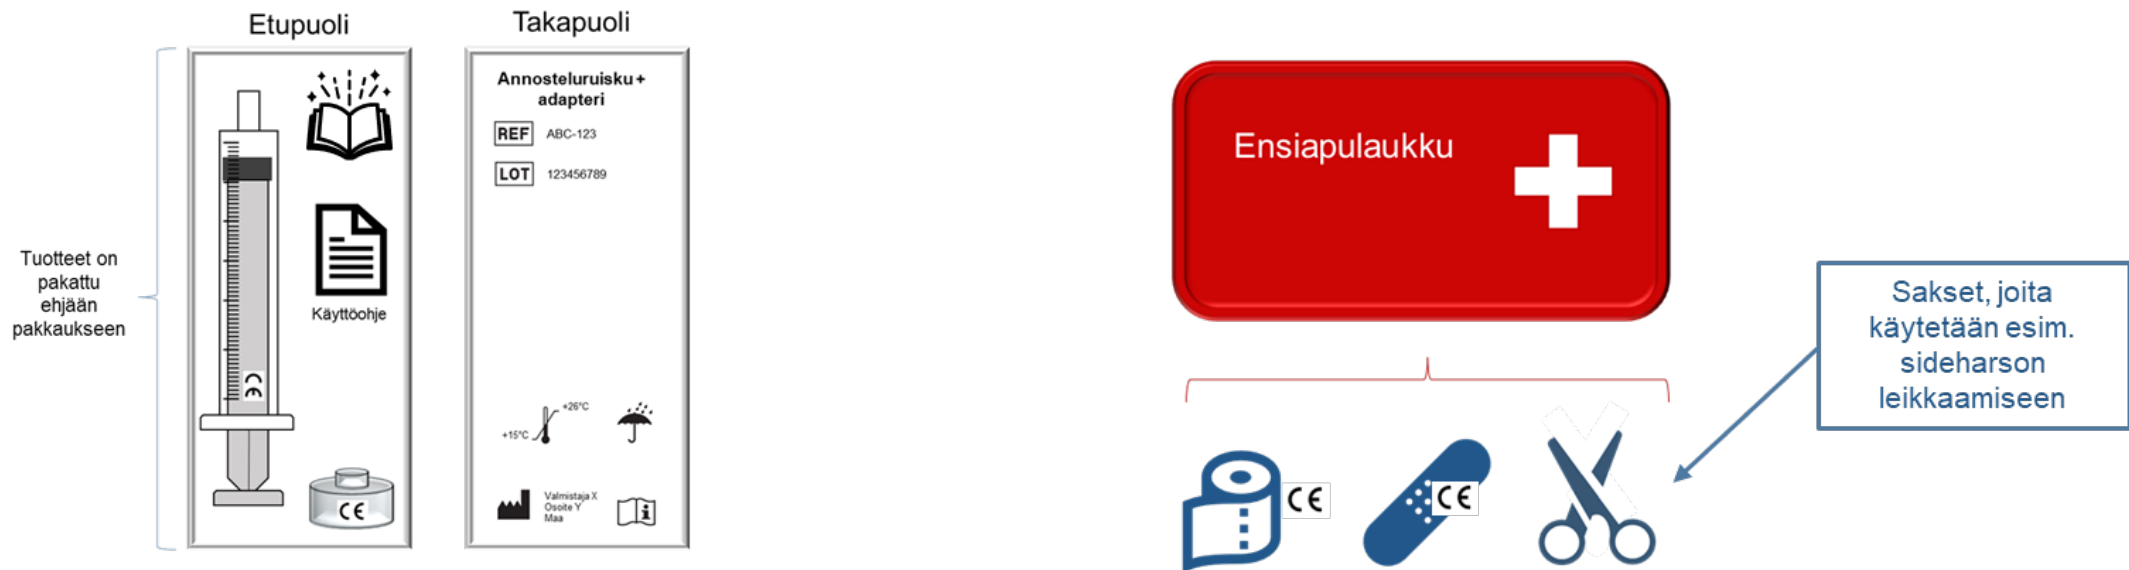 Etupuoli
Takapuoli
Tuotteet on
pakattu
ehjään
pakkaukseen
Käyttöohje
CE
CE
Annosteluruisku +
adapteri
REF ABC-123
LOT 123456789
+26°C
+15°C
Valmistaja X
Osoite Y
Maa
i
Ensiapulaukku
CE
CE
Sakset, joita
käytetään esim.
sideharson
leikkaamiseen